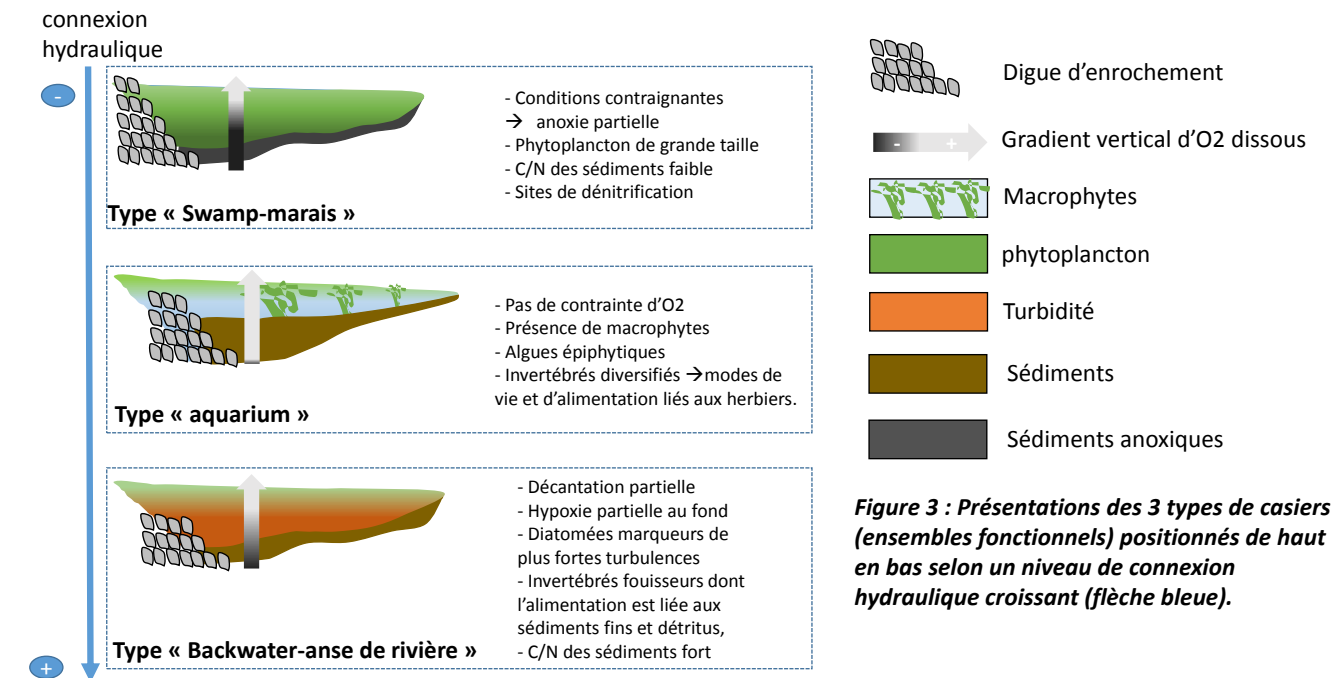 connexion
hydraulique
-
- Conditions contraignantes
→ anoxie partielle
- Phytoplancton de grande taille
- C/N des sédiments faible
- Sites de dénitrification
Type « Swamp-marais »
- Pas de contrainte d'O2
- Présence de macrophytes
- Algues épiphytiques
- Invertébrés diversifiés →modes de
vie et d'alimentation liés aux herbiers.
Type « aquarium »
- Décantation partielle
- Hypoxie partielle au fond
- Diatomées marqueurs de
plus fortes turbulences
- Invertébrés fouisseurs dont
l'alimentation est liée aux
sédiments fins et détritus,
- C/N des sédiments fort
Type « Backwater-anse de rivière »
+
Digue d'enrochement
- +
Gradient vertical d'O2 dissous
Macrophytes
phytoplancton
Turbidité
Sédiments
Sédiments anoxiques
Figure 3 : Présentations des 3 types de casiers
(ensembles fonctionnels) positionnés de haut
en bas selon un niveau de connexion
hydraulique croissant (flèche bleue).